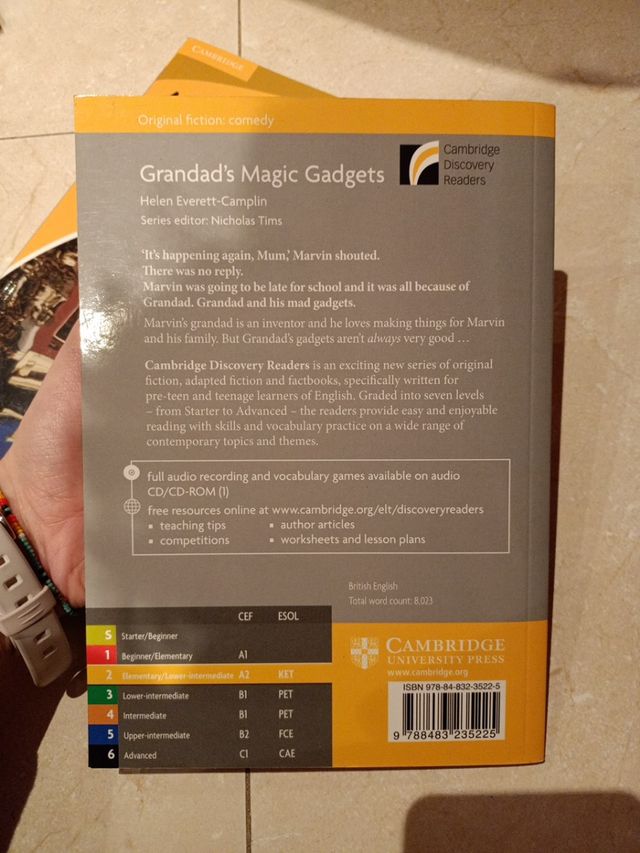 CAMBRIDGE
Original fiction: comedy
Grandad's Magic Gadgets
Cambridge
Discovery
Readers
Helen Everett-Camplin
Series editor: Nicholas Tims
'It's happening again, Mum,' Marvin shouted.
There was no reply.
Marvin was going to be late for school and it was all because of
Grandad. Grandad and his mad gadgets.
Marvin's grandad is an inventor and he loves making things for Marvin
and his family. But Grandad's gadgets aren't always very good …
Cambridge Discovery Readers is an exciting new series of original
fiction, adapted fiction and factbooks, specifically written for
pre-teen and teenage learners of English. Graded into seven levels
– from Starter to Advanced – the readers provide easy and enjoyable
reading with skills and vocabulary practice on a wide range of
contemporary topics and themes.
full audio recording and vocabulary games available on audio
CD/CD-ROM (1)
free resources online at www.cambridge.org/elt/discoveryreaders
▪ teaching tips ▪ author articles
▪ competitions ▪ worksheets and lesson plans
British English
Total word count: 8,023
CEF ESOL
S Starter/Beginner
1 Beginner/Elementary A1
2 Elementary/Lower-intermediate A2 KET
3 Lower-intermediate B1 PET
4 Intermediate B1 PET
5 Upper-intermediate B2 FCE
6 Advanced C1 CAE
CAMBRIDGE
UNIVERSITY PRESS
www.cambridge.org
ISBN 978-84-832-3522-5
9 788483 235225